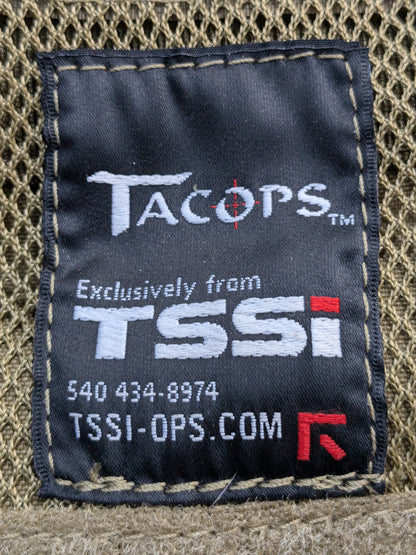 TACOPS™
Exclusively from
TSSi
540 434-8974
TSSI-OPS.COM